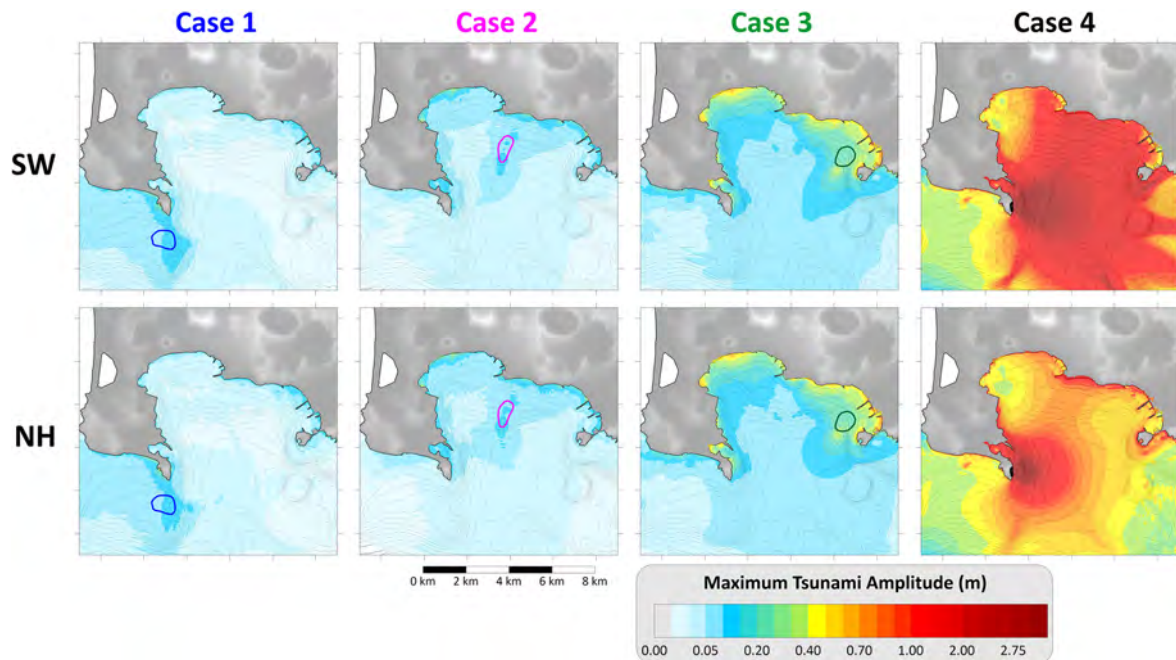 Case 1 Case 2 Case 3 Case 4
SW
NH
0 km 2 km 4 km 6 km 8 km
Maximum Tsunami Amplitude (m)
0.00 0.05 0.20 0.40 0.70 1.00 2.00 2.75